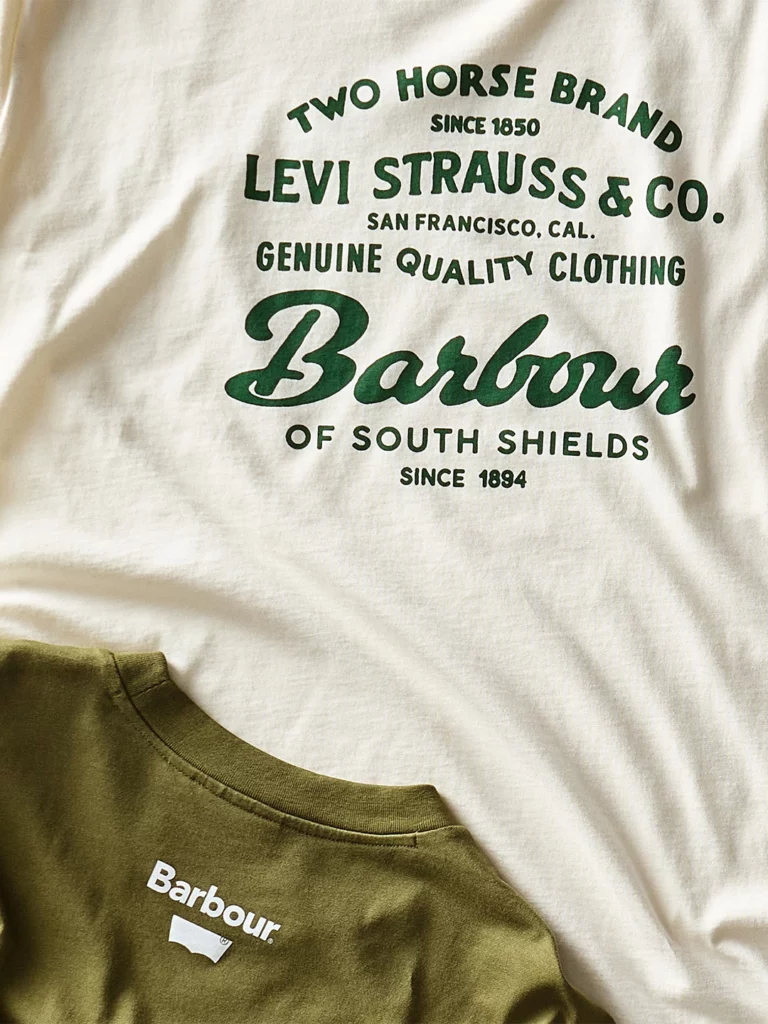 TWO HORSE BRAND
SINCE 1850
LEVI STRAUSS & CO.
SAN FRANCISCO, CAL.
GENUINE QUALITY CLOTHING
Barbour
OF SOUTH SHIELDS
SINCE 1894
Barbour®
®